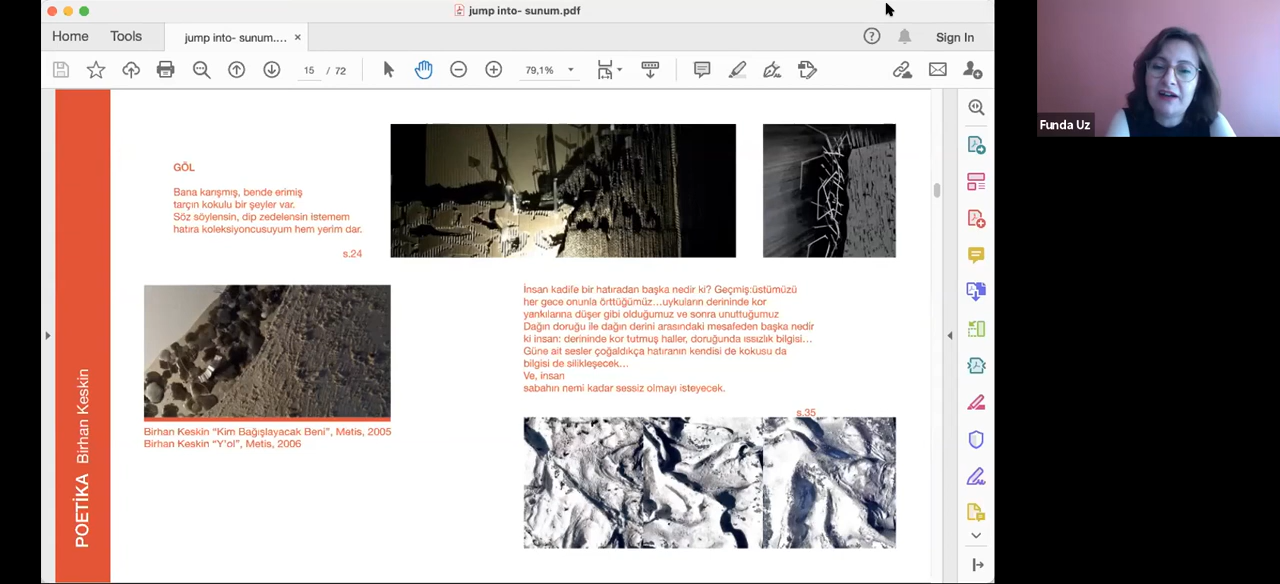 jump into- sunum.pdf
Home
Tools
jump into- sunum.... ×
Sign In
15 / 72
79,1%
Funda Uz
GÖL
Bana karışmış, bende erimiş
tarçın kokulu bir şeyler var.
Söz söylensin, dip zedelensin istemem
hatıra koleksiyoncusuyum hem yerim dar.
s.24
İnsan kadife bir hatıradan başka nedir ki? Geçmiş:üstümüzü
her gece onunla örttüğümüz...uykuların derininde kor
yankılarına düşer gibi olduğumuz ve sonra unuttuğumuz
Dağın doruğu ile dağın derini arasındaki mesafeden başka nedir
ki insan: derininde kor tutmuş haller, doruğunda ıssızlık bilgisi...
Güne ait sesler çoğaldıkça hatıranın kendisi de kokusu da
bilgisi de silikleşecek...
Ve, insan
sabahın nemi kadar sessiz olmayı isteyecek.
s.35
Birhan Keskin “Kim Bağışlayacak Beni”, Metis, 2005
Birhan Keskin “Y’ol”, Metis, 2006
POETİKA Birhan Keskin